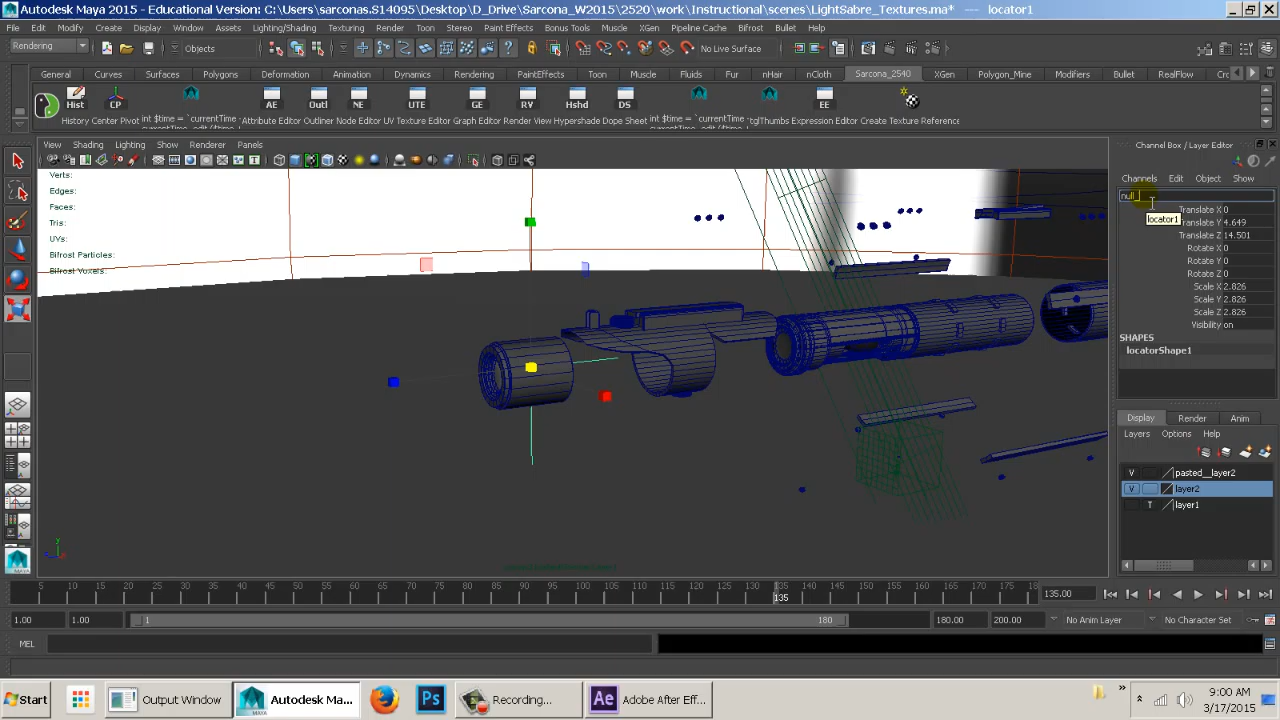 Autodesk Maya 2015 - Educational Version: C:\Users\sarconas.S14095\Desktop\D_Drive\Sarcona_W2015\2520\work\Instructional\scenes\LightSabre_Textures.ma* --- locator1
File Edit Modify Create Display Window Assets Lighting/Shading Texturing Render Toon Stereo Paint Effects Bonus Tools Muscle XGen Pipeline Cache Bifrost Bullet Help
Rendering Objects No Live Surface
General Curves Surfaces Polygons Deformation Animation Dynamics Rendering PaintEffects Toon Muscle Fluids Fur nHair nCloth Sarcona_2540 XGen Polygon_Mine Modifiers Bullet RealFlow
Hist CP AE Outl NE UTE GE RV Hshd DS EE
History Center Pivot int $time = `currentTime Attribute Editor Outliner Node Editor UV Texture Editor Graph Editor Render View Hypershade Dope Sheet int $time = `currentTime tglThumbs Expression Editor Create Texture Reference
View Shading Lighting Show Renderer Panels
Channel Box / Layer Editor
Verts:
Edges:
Faces:
Tris:
UVs:
Bifrost Particles:
Bifrost Voxels:
Channels Edit Object Show
null_
locator1
Translate X 0
Translate Y 4.649
Translate Z 14.501
Rotate X 0
Rotate Y 0
Rotate Z 0
Scale X 2.826
Scale Y 2.826
Scale Z 2.826
Visibility on
SHAPES
locatorShape1
Display Render Anim
Layers Options Help
V pasted__layer2
V layer2
T layer1
y
5 10 15 20 25 30 35 40 45 50 55 60 65 70 75 80 85 90 95 100 105 110 115 120 125 130 135 140 145 150 155 160 165 170 175 18
135 135.00
1.00 1.00 1 180 180.00 200.00 No Anim Layer No Character Set
MEL
Start Output Window Autodesk Ma... Ps Recording... Ae Adobe After Eff...
9:00 AM
3/17/2015